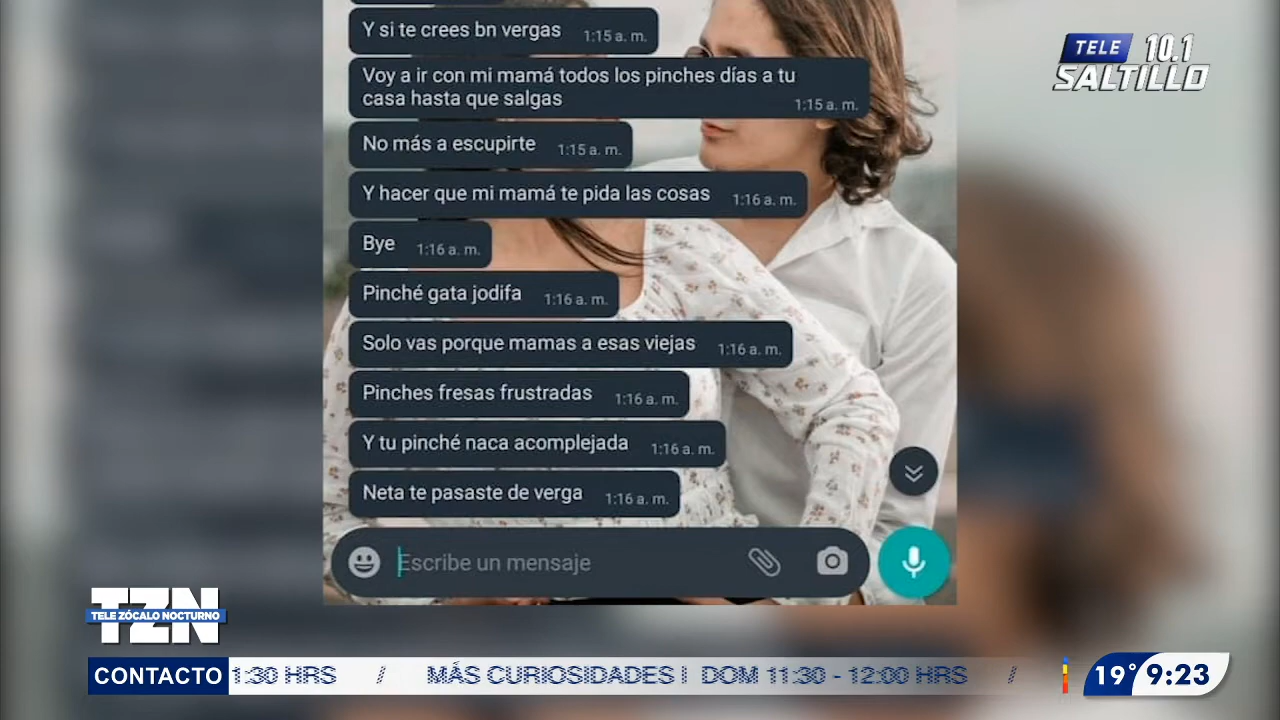 Y si te crees bn vergas 1:15 a. m.
TELE 10.1
SALTILLO
Voy a ir con mi mamá todos los pinches días a tu
casa hasta que salgas 1:15 a. m.
No más a escupirte 1:15 a. m.
Y hacer que mi mamá te pida las cosas 1:16 a. m.
Bye 1:16 a. m.
Pinché gata jodifa 1:16 a. m.
Solo vas porque mamas a esas viejas 1:16 a. m.
Pinches fresas frustradas 1:16 a. m.
Y tu pinché naca acomplejada 1:16 a. m.
Neta te pasaste de verga 1:16 a. m.
Escribe un mensaje
TZN
TELE ZÓCALO NOCTURNO
CONTACTO 1:30 HRS / MÁS CURIOSIDADES | DOM 11:30 - 12:00 HRS / 19° 9:23